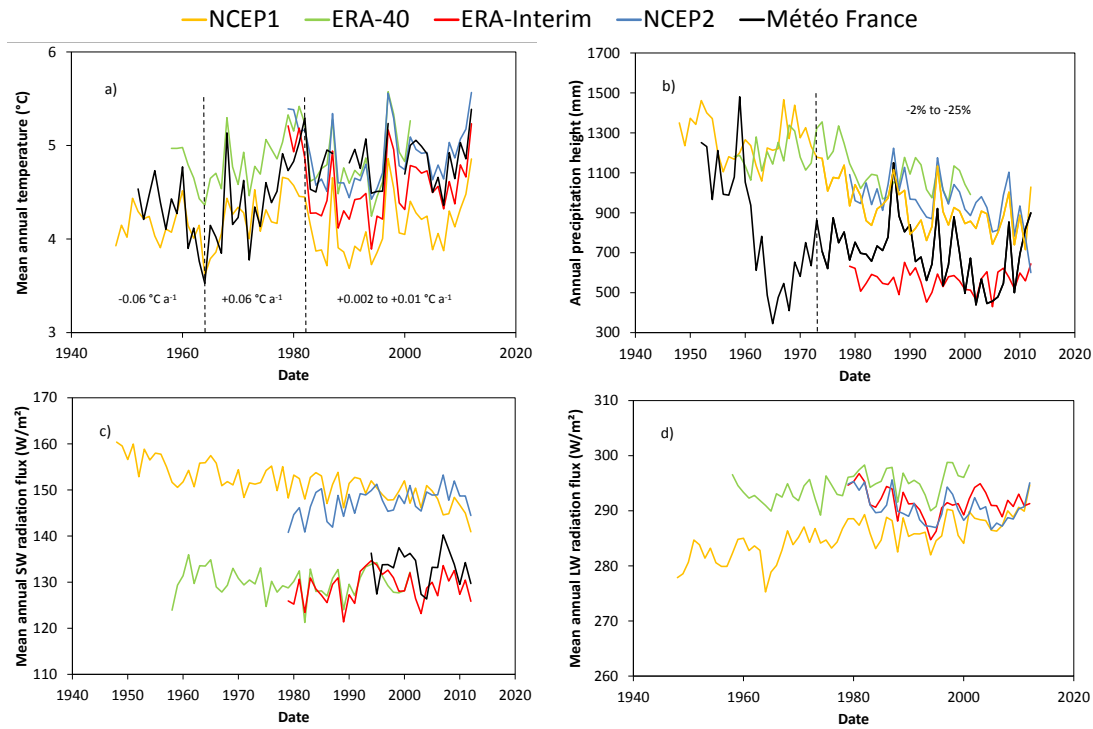 NCEP1 ERA-40 ERA-Interim NCEP2 Météo France
a)
Mean annual temperature (°C)
6
5
4
3
-0.06 °C a-1 +0.06 °C a-1 +0.002 to +0.01 °C a-1
1940 1960 1980 2000 2020
Date
b)
-2% to -25%
Annual precipitation height (mm)
1700
1500
1300
1100
900
700
500
300
1940 1950 1960 1970 1980 1990 2000 2010 2020
Date
c)
Mean annual SW radiation flux (W/m²)
170
160
150
140
130
120
110
1940 1950 1960 1970 1980 1990 2000 2010 2020
Date
d)
Mean annual LW radiation flux (W/m²)
310
300
290
280
270
260
1940 1960 1980 2000 2020
Date